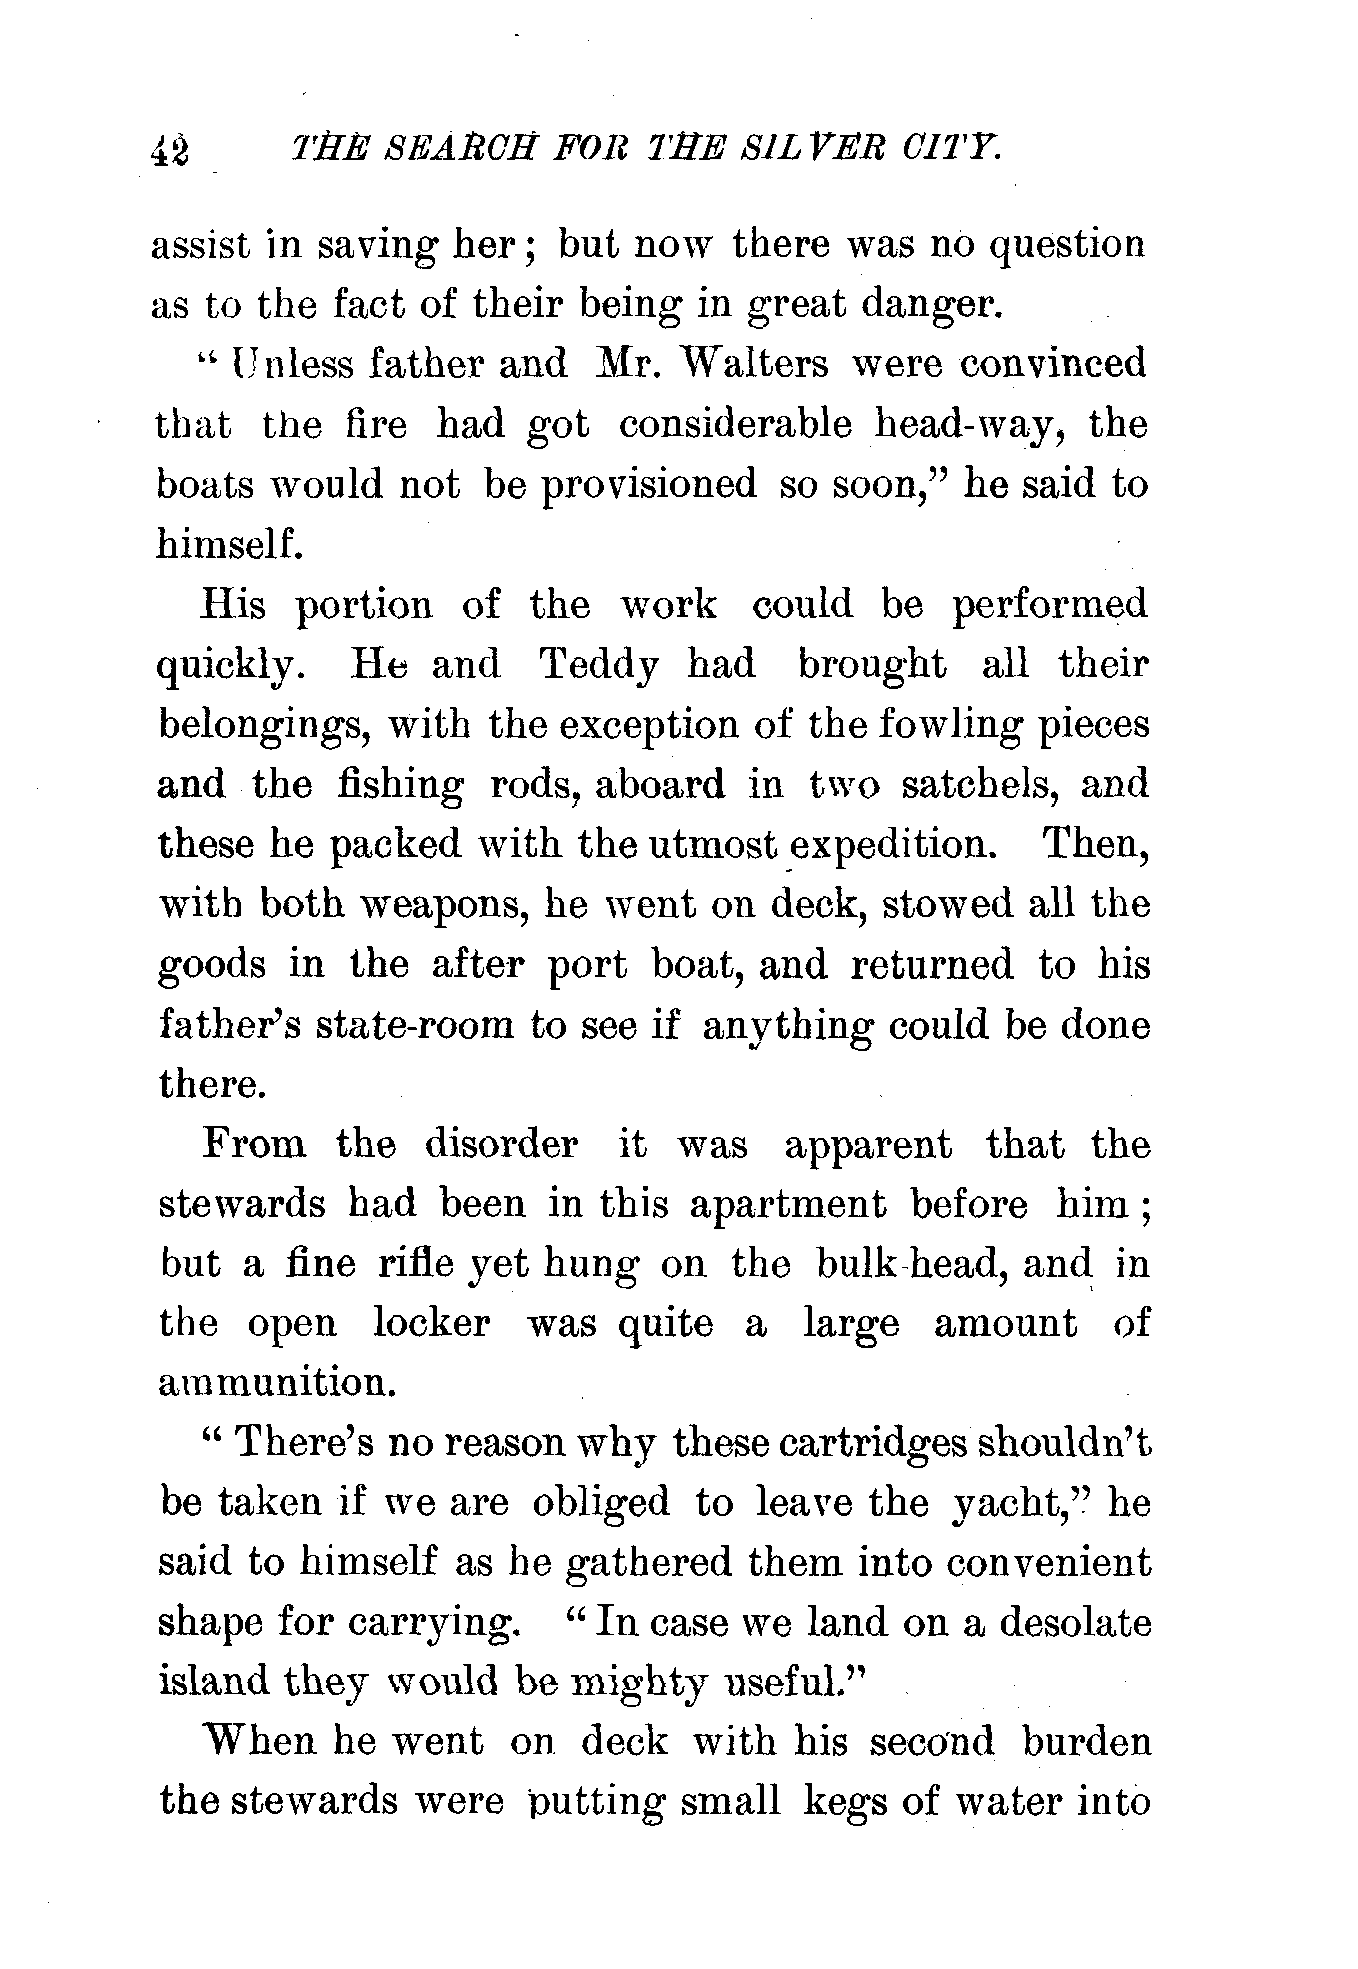 42 THE SEARCH FOR THE SILVER CITY.
assist in saving her; but now there was no question
as to the fact of their being in great danger.
“Unless father and Mr. Walters were convinced
that the fire had got considerable head-way, the
boats would not be provisioned so soon,” he said to
himself.
His portion of the work could be performed
quickly. He and Teddy had brought all their
belongings, with the exception of the fowling pieces
and the fishing rods, aboard in two satchels, and
these he packed with the utmost expedition. Then,
with both weapons, he went on deck, stowed all the
goods in the after port boat, and returned to his
father’s state-room to see if anything could be done
there.
From the disorder it was apparent that the
stewards had been in this apartment before him;
but a fine rifle yet hung on the bulk-head, and in
the open locker was quite a large amount of
ammunition.
“There’s no reason why these cartridges shouldn’t
be taken if we are obliged to leave the yacht,” he
said to himself as he gathered them into convenient
shape for carrying. “In case we land on a desolate
island they would be mighty useful.”
When he went on deck with his second burden
the stewards were putting small kegs of water into